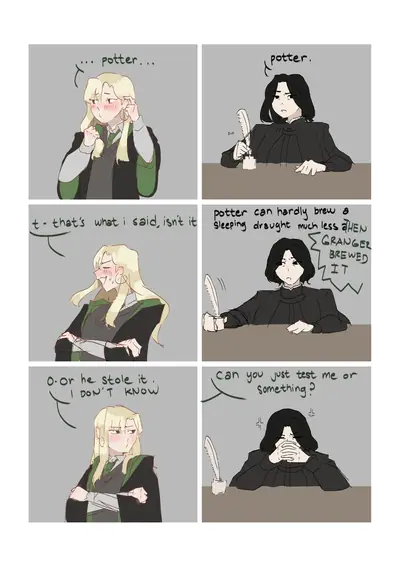 ... potter...
potter.
t - that's what i said, isn't it
potter can hardly brew a
sleeping draught much less a
THEN
GRANGER
BREWED
IT
O-Or he stole it.
I DON'T KNOW
Can you just test me or
something?